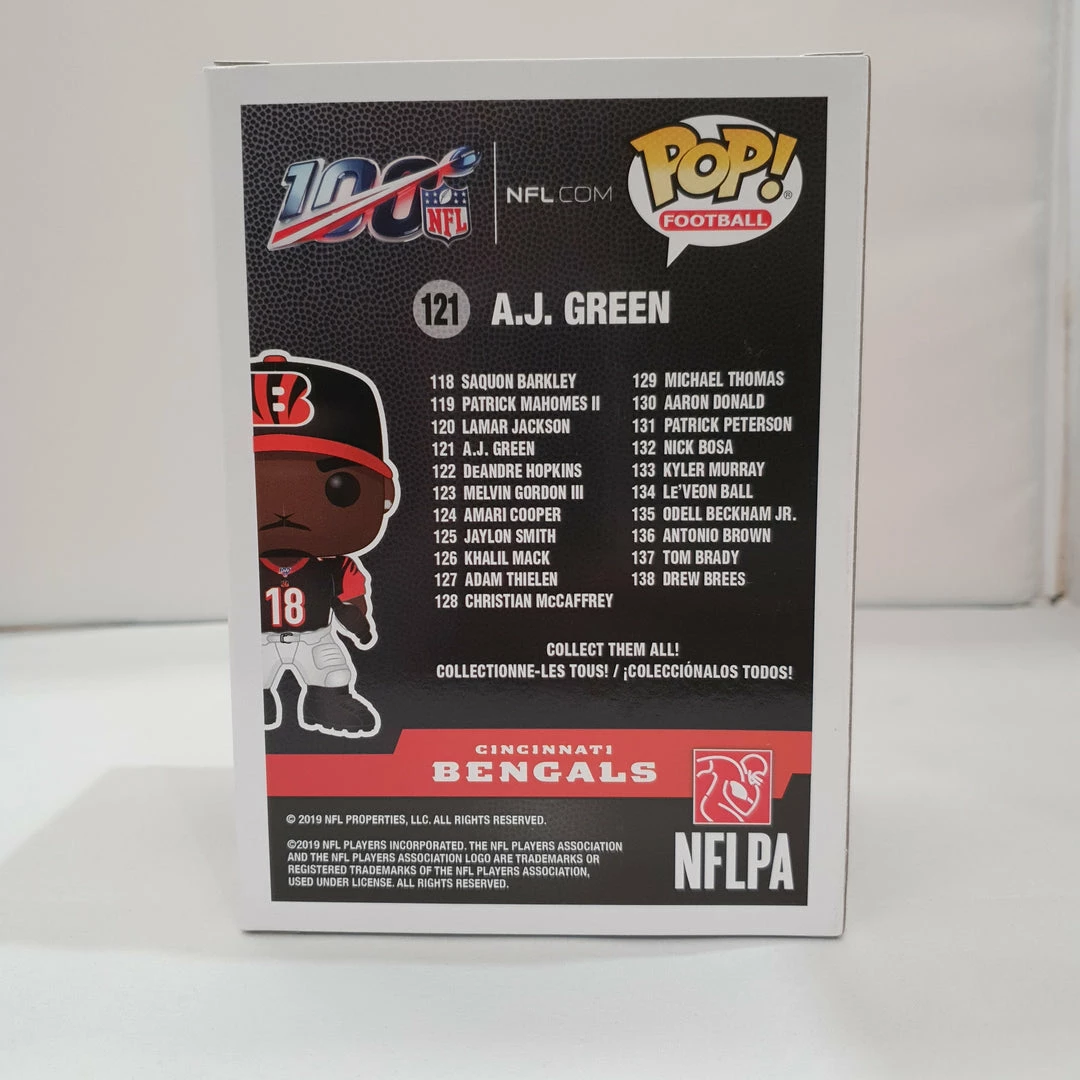 100 NFL
NFL.COM
POP!®
FOOTBALL
121 A.J. GREEN
118 SAQUON BARKLEY
119 PATRICK MAHOMES II
120 LAMAR JACKSON
121 A.J. GREEN
122 DeANDRE HOPKINS
123 MELVIN GORDON III
124 AMARI COOPER
125 JAYLON SMITH
126 KHALIL MACK
127 ADAM THIELEN
128 CHRISTIAN McCAFFREY
129 MICHAEL THOMAS
130 AARON DONALD
131 PATRICK PETERSON
132 NICK BOSA
133 KYLER MURRAY
134 LE'VEON BALL
135 ODELL BECKHAM JR.
136 ANTONIO BROWN
137 TOM BRADY
138 DREW BREES
B
18
COLLECT THEM ALL!
COLLECTIONNE-LES TOUS! / ¡COLECCIÓNALOS TODOS!
CINCINNATI
BENGALS
© 2019 NFL PROPERTIES, LLC. ALL RIGHTS RESERVED.
©2019 NFL PLAYERS INCORPORATED. THE NFL PLAYERS ASSOCIATION
AND THE NFL PLAYERS ASSOCIATION LOGO ARE TRADEMARKS OR
REGISTERED TRADEMARKS OF THE NFL PLAYERS ASSOCIATION,
USED UNDER LICENSE. ALL RIGHTS RESERVED.
NFLPA